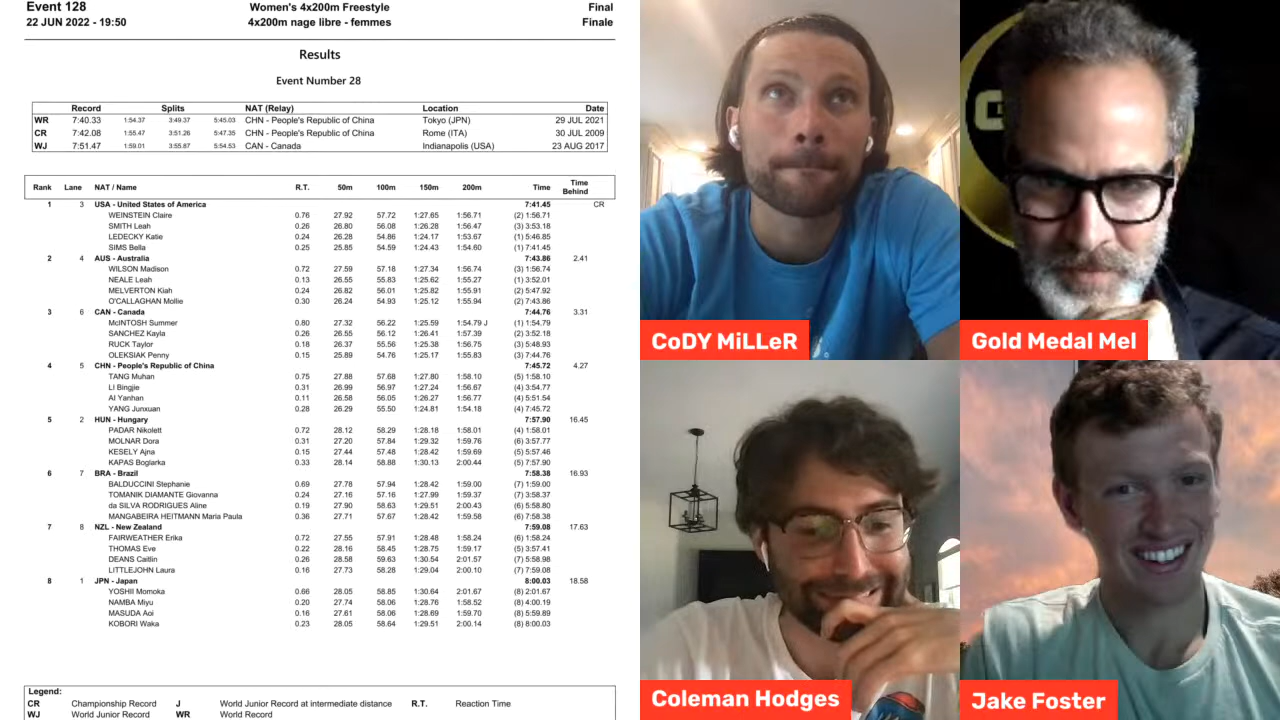 Event 128 Women's 4x200m Freestyle Final
22 JUN 2022 - 19:50 4x200m nage libre - femmes Finale
Results
Event Number 28
Record Splits NAT (Relay) Location Date
WR 7:40.33 1:54.37 3:49.37 5:45.03 CHN - People's Republic of China Tokyo (JPN) 29 JUL 2021
CR 7:42.08 1:55.47 3:51.26 5:47.35 CHN - People's Republic of China Rome (ITA) 30 JUL 2009
WJ 7:51.47 1:59.01 3:55.87 5:54.53 CAN - Canada Indianapolis (USA) 23 AUG 2017
Rank Lane NAT / Name R.T. 50m 100m 150m 200m Time Time Behind
1 3 USA - United States of America 7:41.45 CR
WEINSTEIN Claire 0.76 27.92 57.72 1:27.65 1:56.71 (2) 1:56.71
SMITH Leah 0.26 26.80 56.08 1:26.28 1:56.47 (3) 3:53.18
LEDECKY Katie 0.24 26.28 54.86 1:24.17 1:53.67 (1) 5:46.85
SIMS Bella 0.25 25.85 54.59 1:24.43 1:54.60 (1) 7:41.45
2 4 AUS - Australia 7:43.86 2.41
WILSON Madison 0.72 27.59 57.18 1:27.34 1:56.74 (3) 1:56.74
NEALE Leah 0.13 26.55 55.83 1:25.62 1:55.27 (1) 3:52.01
MELVERTON Kiah 0.24 26.82 56.01 1:25.82 1:55.91 (2) 5:47.92
O'CALLAGHAN Mollie 0.30 26.24 54.93 1:25.12 1:55.94 (2) 7:43.86
3 6 CAN - Canada 7:44.76 3.31
McINTOSH Summer 0.80 27.32 56.22 1:25.59 1:54.79 J (1) 1:54.79
SANCHEZ Kayla 0.26 26.55 56.12 1:26.41 1:57.39 (2) 3:52.18
RUCK Taylor 0.18 26.37 55.56 1:25.38 1:56.75 (3) 5:48.93
OLEKSIAK Penny 0.15 25.89 54.76 1:25.17 1:55.83 (3) 7:44.76
4 5 CHN - People's Republic of China 7:45.72 4.27
TANG Muhan 0.75 27.88 57.68 1:27.80 1:58.10 (5) 1:58.10
LI Bingjie 0.31 26.99 56.97 1:27.24 1:56.67 (4) 3:54.77
AI Yanhan 0.11 26.58 56.05 1:26.27 1:56.77 (4) 5:51.54
YANG Junxuan 0.28 26.29 55.50 1:24.81 1:54.18 (4) 7:45.72
5 2 HUN - Hungary 7:57.90 16.45
PADAR Nikolett 0.72 28.12 58.29 1:28.18 1:58.01 (4) 1:58.01
MOLNAR Dora 0.31 27.20 57.84 1:29.32 1:59.76 (6) 3:57.77
KESELY Ajna 0.15 27.44 57.48 1:28.42 1:59.69 (5) 5:57.46
KAPAS Boglarka 0.33 28.14 58.88 1:30.13 2:00.44 (5) 7:57.90
6 7 BRA - Brazil 7:58.38 16.93
BALDUCCINI Stephanie 0.69 27.78 57.94 1:28.42 1:59.00 (7) 1:59.00
TOMANIK DIAMANTE Giovanna 0.24 27.16 57.16 1:27.99 1:59.37 (7) 3:58.37
da SILVA RODRIGUES Aline 0.19 27.90 58.63 1:29.51 2:00.43 (6) 5:58.80
MANGABEIRA HEITMANN Maria Paula 0.36 27.71 57.67 1:28.42 1:59.58 (6) 7:58.38
7 8 NZL - New Zealand 7:59.08 17.63
FAIRWEATHER Erika 0.72 27.55 57.91 1:28.48 1:58.24 (6) 1:58.24
THOMAS Eve 0.22 28.16 58.45 1:28.75 1:59.17 (5) 3:57.41
DEANS Caitlin 0.26 28.58 59.63 1:30.54 2:01.57 (7) 5:58.98
LITTLEJOHN Laura 0.16 27.73 58.28 1:29.04 2:00.10 (7) 7:59.08
8 1 JPN - Japan 8:00.03 18.58
YOSHII Momoka 0.66 28.05 58.85 1:30.64 2:01.67 (8) 2:01.67
NAMBA Miyu 0.20 27.74 58.06 1:28.76 1:58.52 (8) 4:00.19
MASUDA Aoi 0.16 27.61 58.06 1:28.69 1:59.70 (8) 5:59.89
KOBORI Waka 0.23 28.05 58.64 1:29.51 2:00.14 (8) 8:00.03
Legend:
CR Championship Record J World Junior Record at intermediate distance R.T. Reaction Time
WJ World Junior Record WR World Record
CoDY MiLLeR
G
Gold Medal Mel
Coleman Hodges
Jake Foster